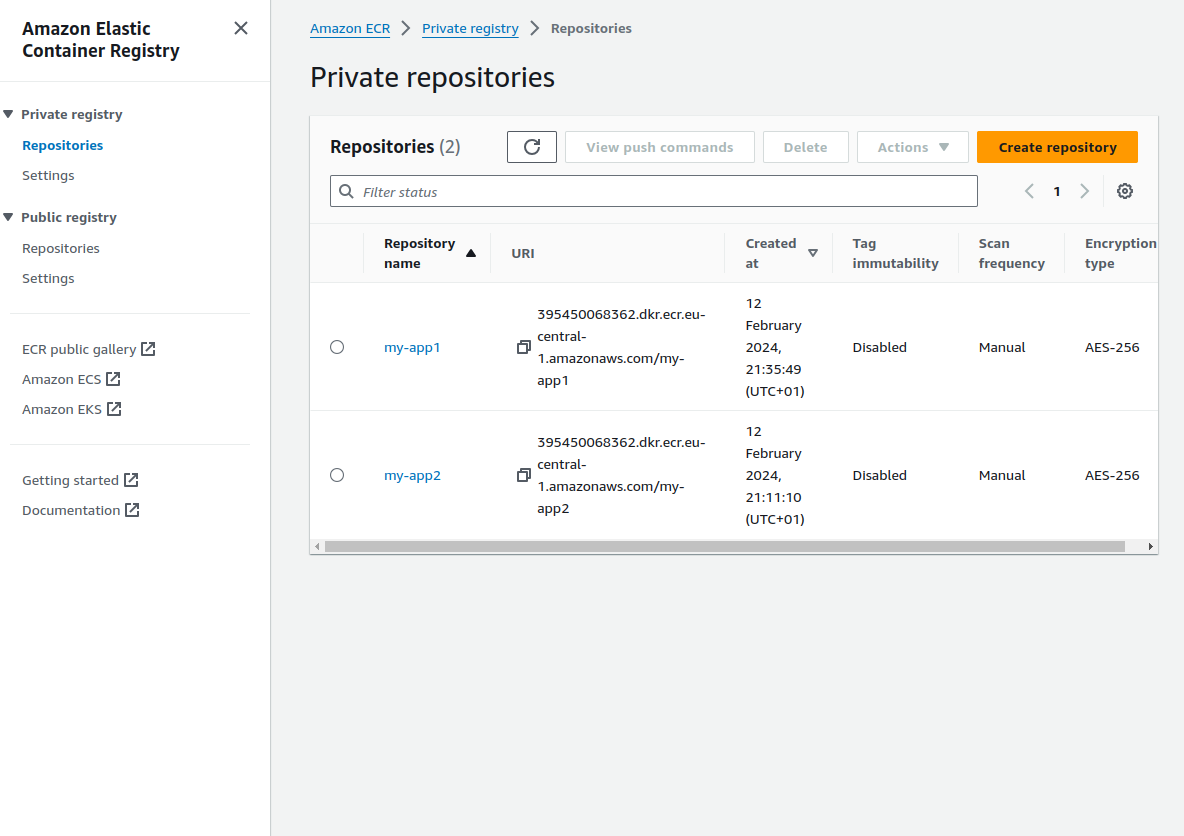 Amazon Elastic
Container Registry
Private registry
Repositories
Settings
Public registry
Repositories
Settings
ECR public gallery
Amazon ECS
Amazon EKS
Getting started
Documentation
Amazon ECR > Private registry > Repositories
Private repositories
Repositories (2)
View push commands
Delete
Actions
Create repository
Filter status
1
Repository
name
URI
Created
at
Tag
immutability
Scan
frequency
Encryption
type
my-app1
395450068362.dkr.ecr.eu-
central-
1.amazonaws.com/my-
app1
12
February
2024,
21:35:49
(UTC+01)
Disabled
Manual
AES-256
my-app2
395450068362.dkr.ecr.eu-
central-
1.amazonaws.com/my-
app2
12
February
2024,
21:11:10
(UTC+01)
Disabled
Manual
AES-256